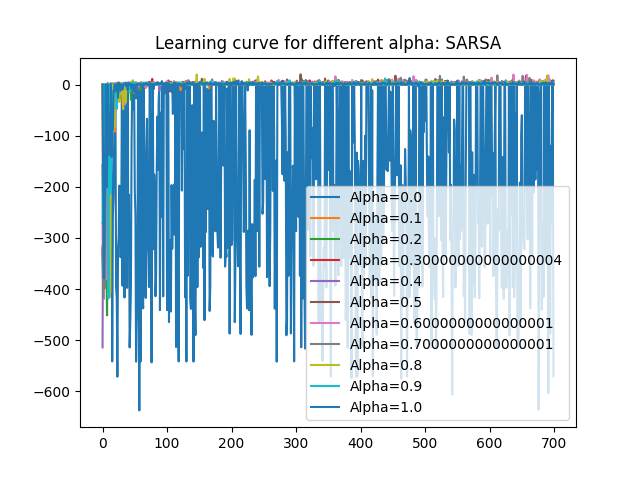 Learning curve for different alpha: SARSA
0
−100
−200
−300
−400
−500
−600
Alpha=0.0
Alpha=0.1
Alpha=0.2
Alpha=0.30000000000000004
Alpha=0.4
Alpha=0.5
Alpha=0.6000000000000001
Alpha=0.7000000000000001
Alpha=0.8
Alpha=0.9
Alpha=1.0
0 100 200 300 400 500 600 700